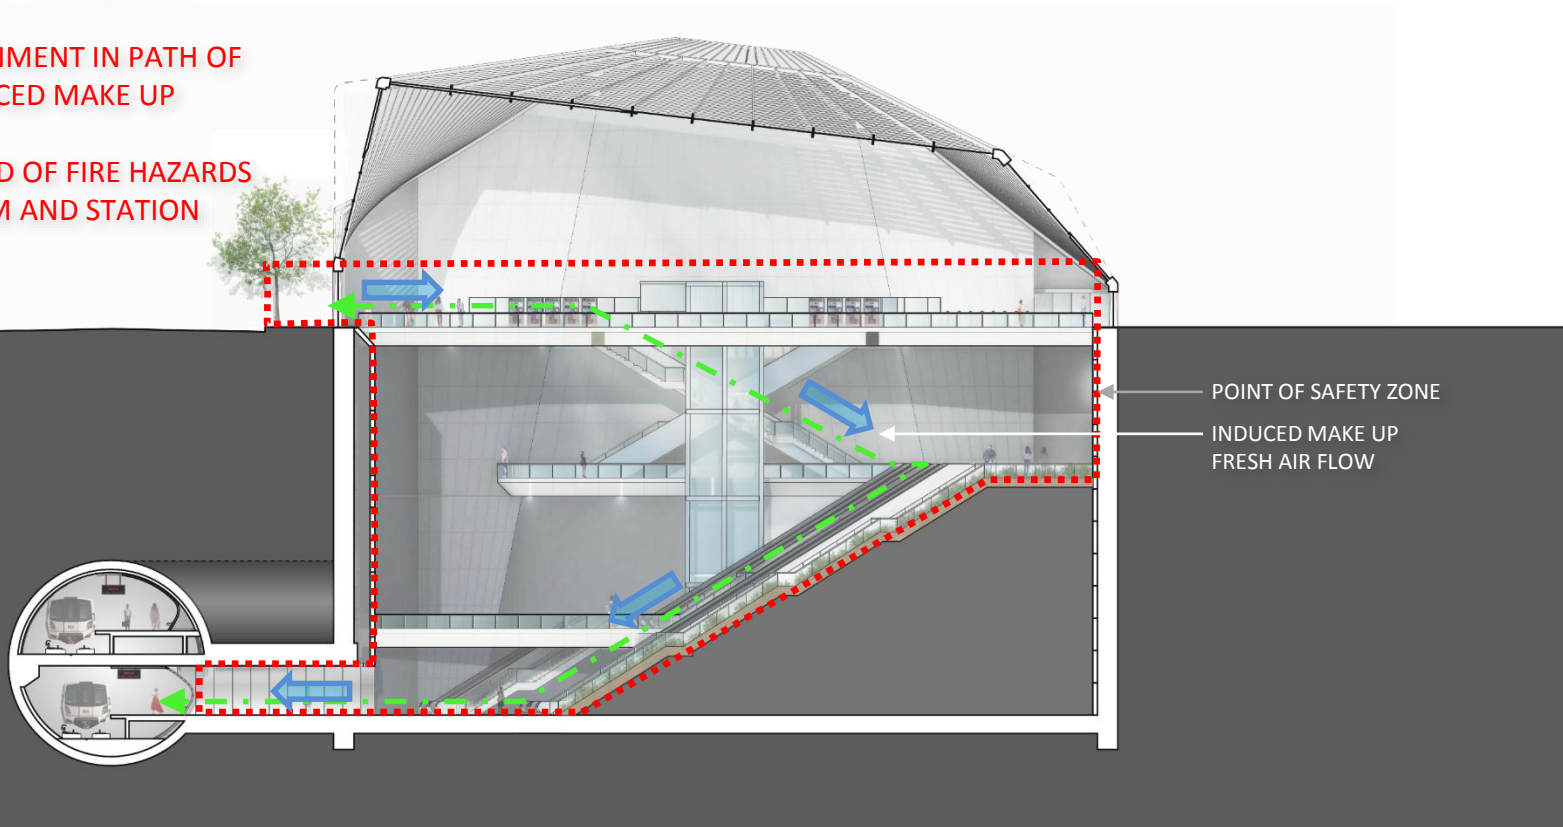 NMENT IN PATH OF
CED MAKE UP
D OF FIRE HAZARDS
M AND STATION
POINT OF SAFETY ZONE
INDUCED MAKE UP
FRESH AIR FLOW